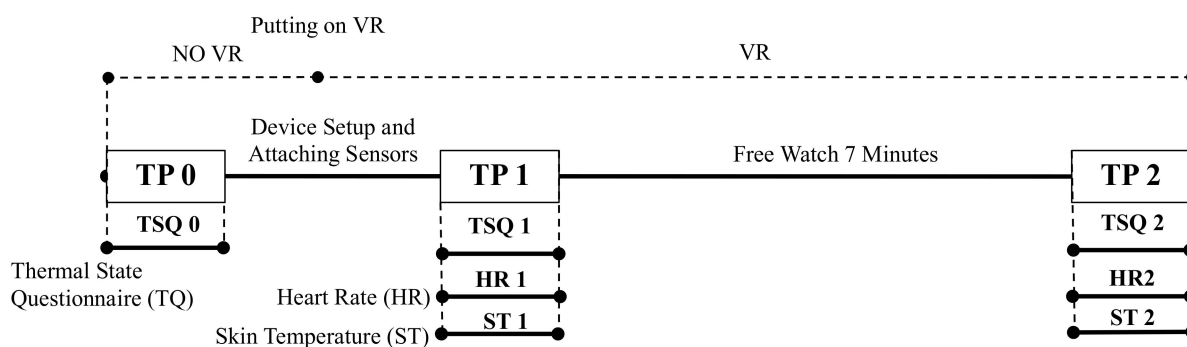 Putting on VR
NO VR
VR
Device Setup and
Attaching Sensors
Free Watch 7 Minutes
TP 0
TP 1
TP 2
TSQ 0
TSQ 1
TSQ 2
Thermal State
Questionnaire (TQ)
Heart Rate (HR)
HR 1
HR2
Skin Temperature (ST)
ST 1
ST 2